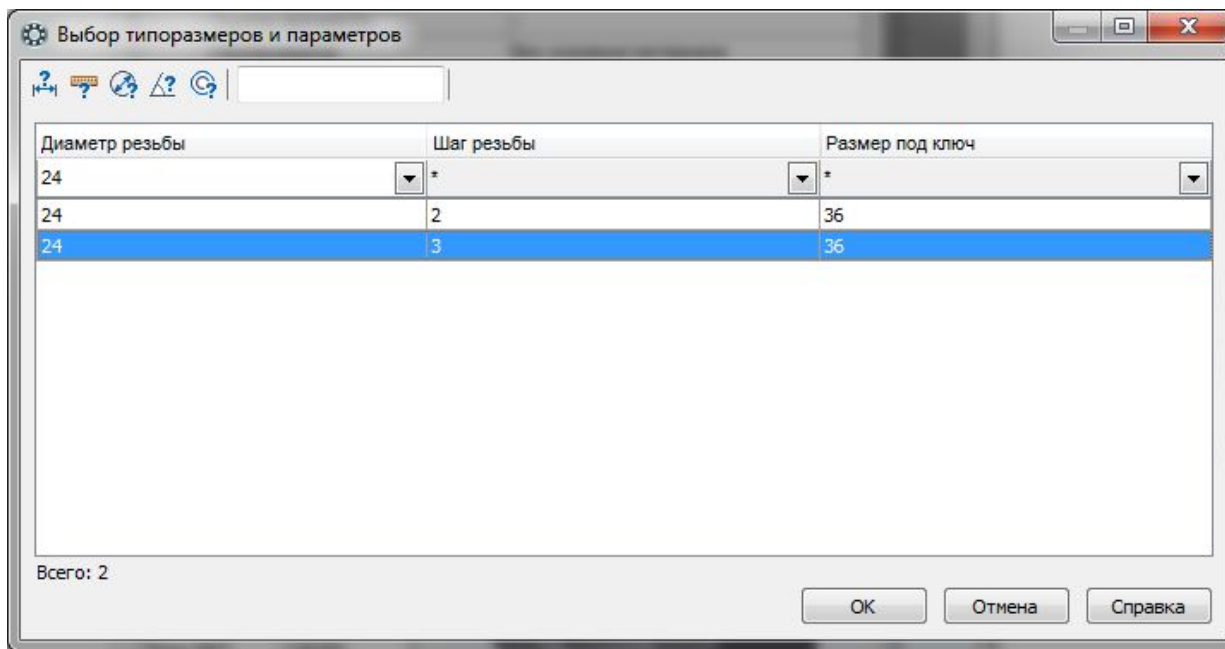 Выбор типоразмеров и параметров
Диаметр резьбы Шаг резьбы Размер под ключ
24 * *
24 2 36
24 3 36
Всего: 2
OK Отмена Справка